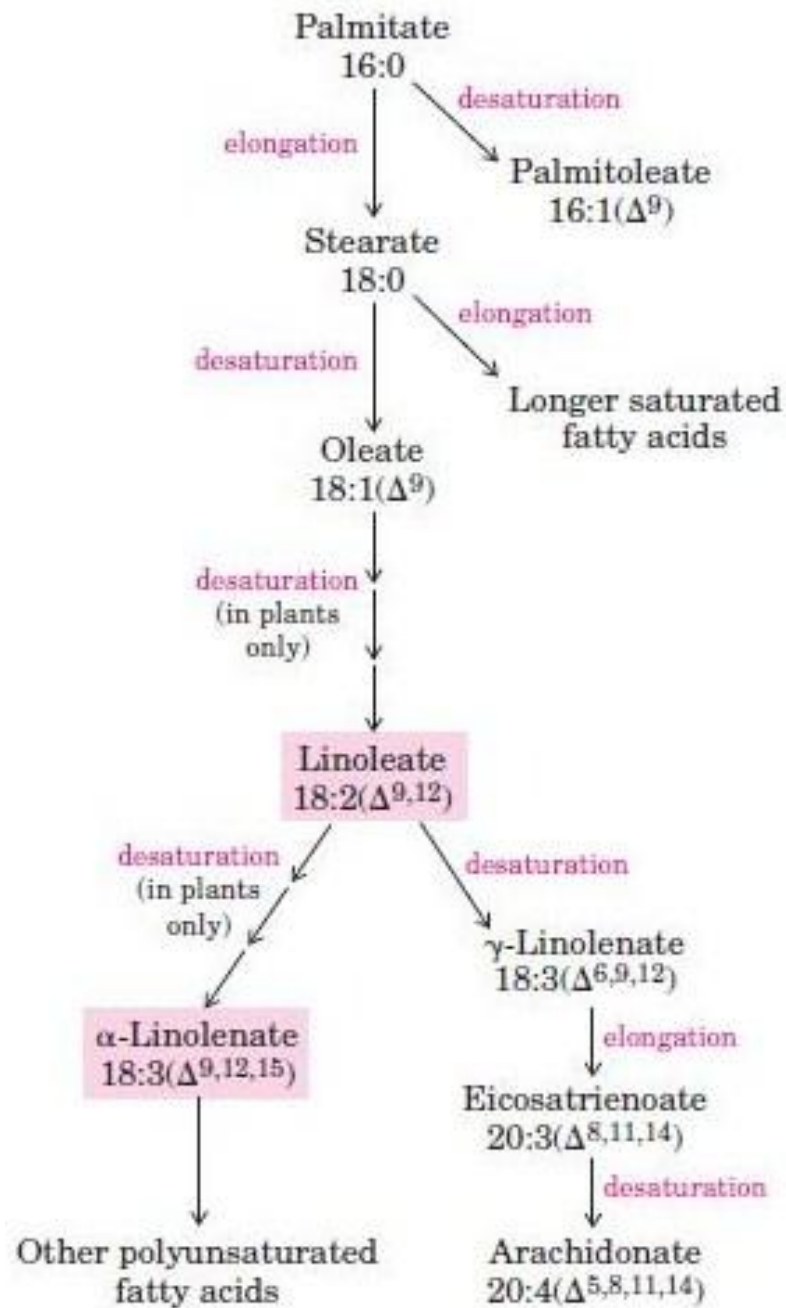 Palmitate
16:0
desaturation
elongation
Palmitoleate
16:1(Δ⁹)
Stearate
18:0
elongation
desaturation
Longer saturated
fatty acids
Oleate
18:1(Δ⁹)
desaturation
(in plants
only)
Linoleate
18:2(Δ⁹,¹²)
desaturation
(in plants
only)
desaturation
γ-Linolenate
18:3(Δ⁶,⁹,¹²)
α-Linolenate
18:3(Δ⁹,¹²,¹⁵)
elongation
Eicosatrienoate
20:3(Δ⁸,¹¹,¹⁴)
desaturation
Other polyunsaturated
fatty acids
Arachidonate
20:4(Δ⁵,⁸,¹¹,¹⁴)